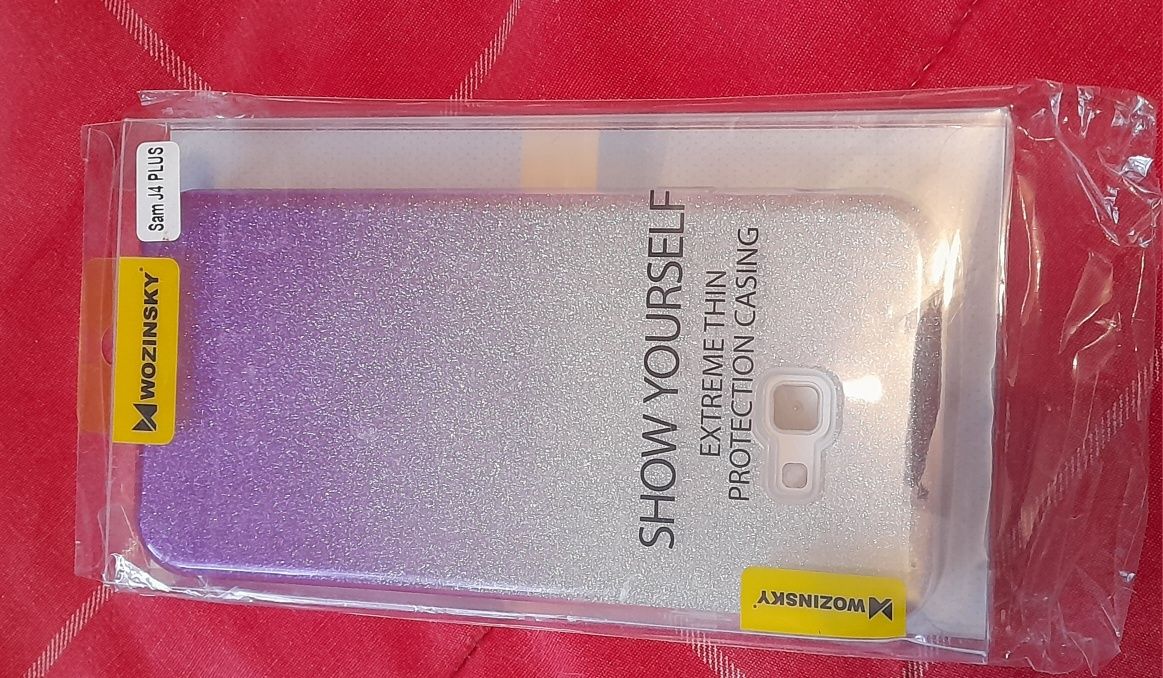 Sam J4 PLUS
WOZINSKY
SHOW YOURSELF
EXTREME THIN
PROTECTION CASING
WOZINSKY